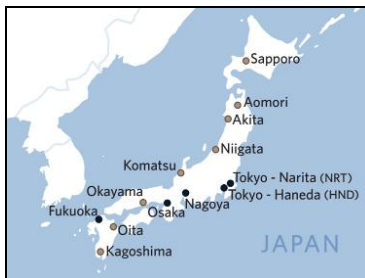 Sapporo
Aomori
Akita
Niigata
Komatsu
Tokyo - Narita (NRT)
Okayama
Tokyo - Haneda (HND)
Fukuoka
Osaka
Nagoya
Oita
Kagoshima
JAPAN